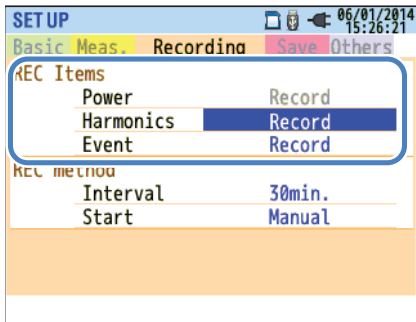 SET UP 06/01/2014
15:26:21
Basic Meas. Recording Save Others
REC Items
Power Record
Harmonics Record
Event Record
REC method
Interval 30min.
Start Manual